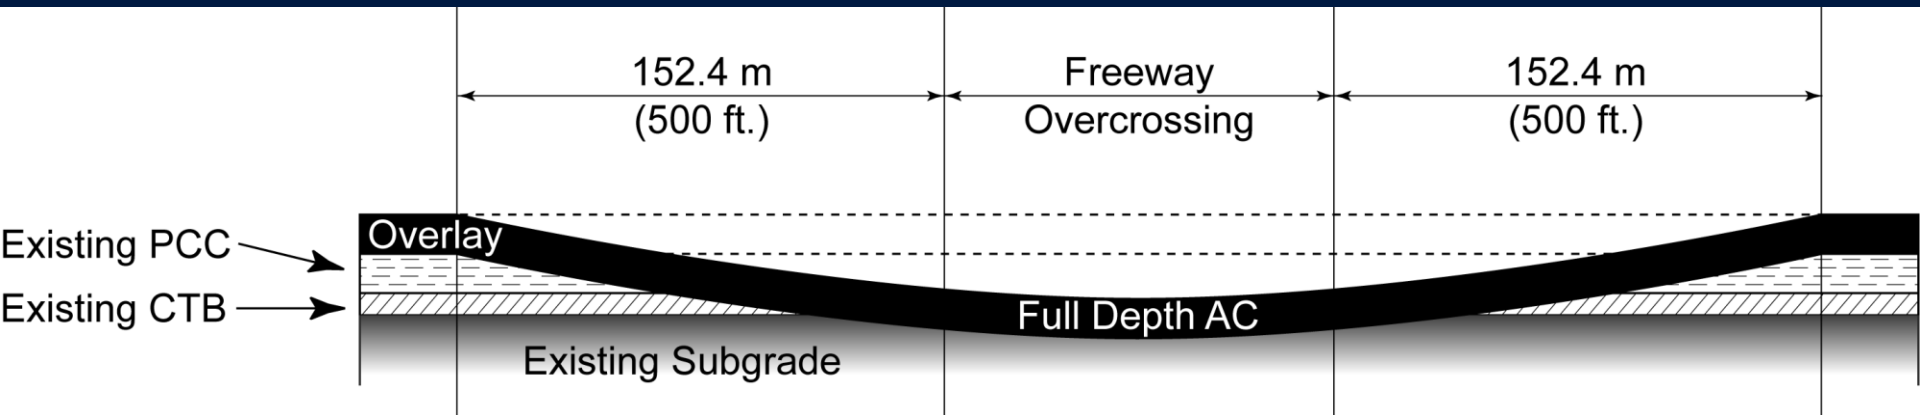 152.4 m
(500 ft.)
Freeway
Overcrossing
152.4 m
(500 ft.)
Existing PCC
Overlay
Existing CTB
Full Depth AC
Existing Subgrade